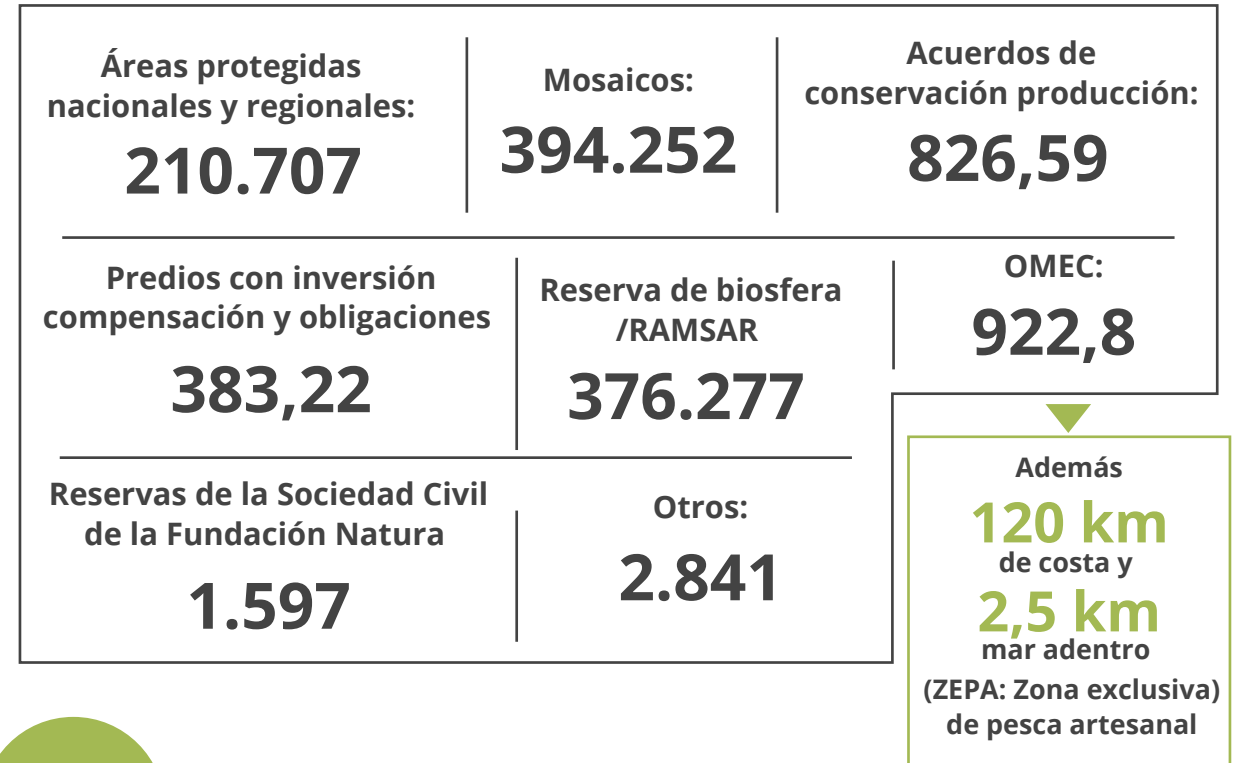 Áreas protegidas
nacionales y regionales:
210.707
Mosaicos:
394.252
Acuerdos de
conservación producción:
826,59
Predios con inversión
compensación y obligaciones
383,22
Reserva de biosfera
/RAMSAR
376.277
OMEC:
922,8
Reservas de la Sociedad Civil
de la Fundación Natura
1.597
Otros:
2.841
Además
120 km
de costa y
2,5 km
mar adentro
(ZEPA: Zona exclusiva)
de pesca artesanal